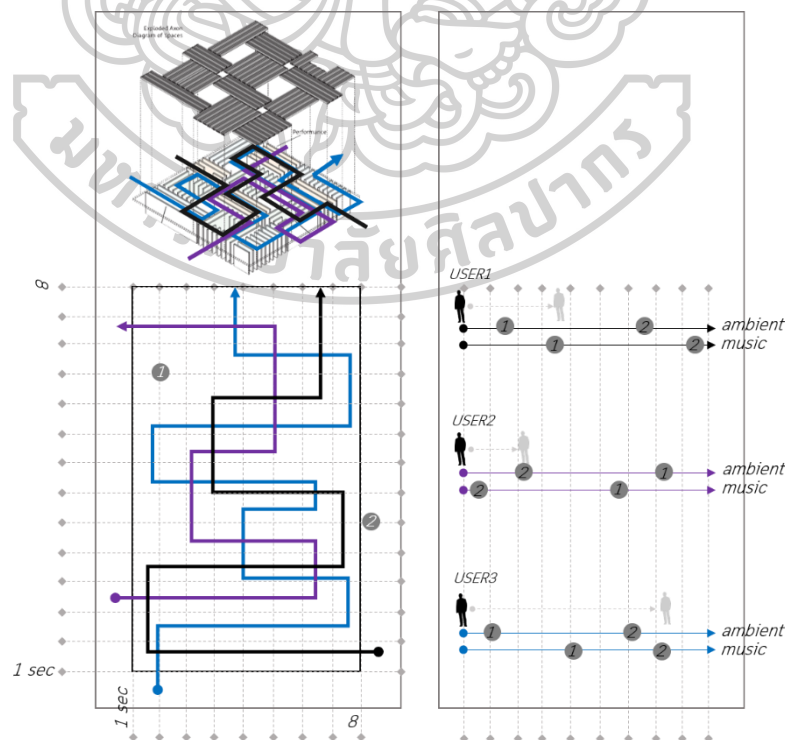 Exploded Axon
Diagram of Spaces
Performance
มหาวิทยาลัยศิลปากร
8
1
2
1 sec
1 sec
8
USER1
1
2
ambient
1
2
music
USER2
2
1
ambient
2
1
music
USER3
1
2
ambient
1
2
music